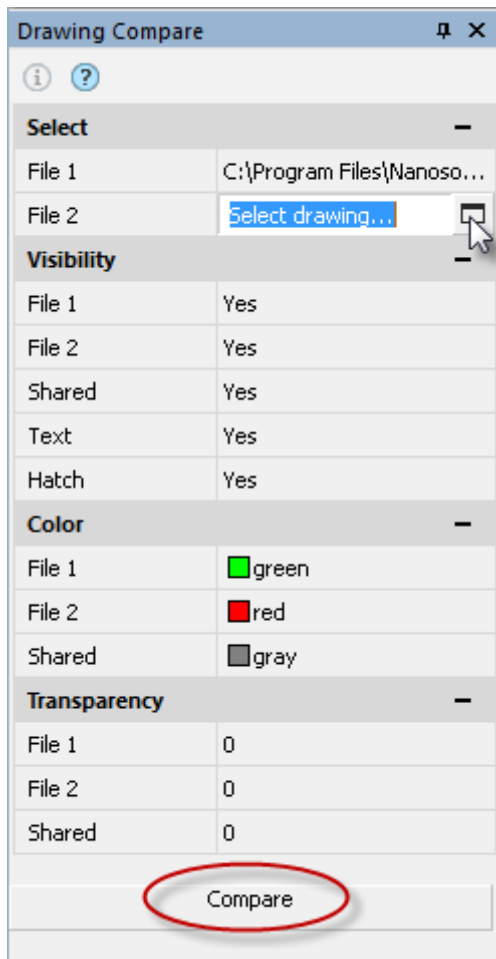 Drawing Compare
Select
File 1 C:\Program Files\Nanoso...
File 2 Select drawing...
Visibility
File 1 Yes
File 2 Yes
Shared Yes
Text Yes
Hatch Yes
Color
File 1 green
File 2 red
Shared gray
Transparency
File 1 0
File 2 0
Shared 0
Compare